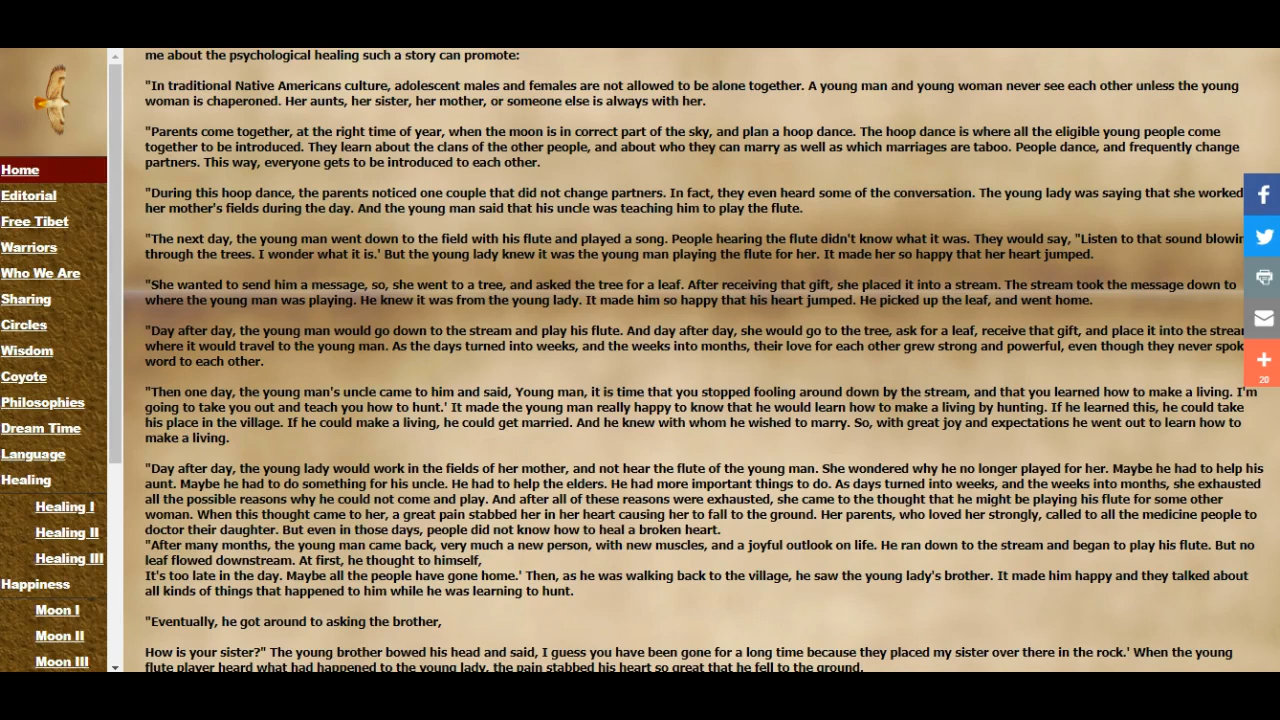 me about the psychological healing such a story can promote:
"In traditional Native Americans culture, adolescent males and females are not allowed to be alone together. A young man and young woman never see each other unless the young
woman is chaperoned. Her aunts, her sister, her mother, or someone else is always with her.
"Parents come together, at the right time of year, when the moon is in correct part of the sky, and plan a hoop dance. The hoop dance is where all the eligible young people come
together to be introduced. They learn about the clans of the other people, and about who they can marry as well as which marriages are taboo. People dance, and frequently change
partners. This way, everyone gets to be introduced to each other.
"During this hoop dance, the parents noticed one couple that did not change partners. In fact, they even heard some of the conversation. The young lady was saying that she worked
her mother's fields during the day. And the young man said that his uncle was teaching him to play the flute.
"The next day, the young man went down to the field with his flute and played a song. People hearing the flute didn't know what it was. They would say, "Listen to that sound blowin
through the trees. I wonder what it is.' But the young lady knew it was the young man playing the flute for her. It made her so happy that her heart jumped.
"She wanted to send him a message, so, she went to a tree, and asked the tree for a leaf. After receiving that gift, she placed it into a stream. The stream took the message down to
where the young man was playing. He knew it was from the young lady. It made him so happy that his heart jumped. He picked up the leaf, and went home.
"Day after day, the young man would go down to the stream and play his flute. And day after day, she would go to the tree, ask for a leaf, receive that gift, and place it into the strea
where it would travel to the young man. As the days turned into weeks, and the weeks into months, their love for each other grew strong and powerful, even though they never spok
word to each other.
"Then one day, the young man's uncle came to him and said, Young man, it is time that you stopped fooling around down by the stream, and that you learned how to make a living. I'm
going to take you out and teach you how to hunt.' It made the young man really happy to know that he would learn how to make a living by hunting. If he learned this, he could take
his place in the village. If he could make a living, he could get married. And he knew with whom he wished to marry. So, with great joy and expectations he went out to learn how to
make a living.
"Day after day, the young lady would work in the fields of her mother, and not hear the flute of the young man. She wondered why he no longer played for her. Maybe he had to help his
aunt. Maybe he had to do something for his uncle. He had to help the elders. He had more important things to do. As days turned into weeks, and the weeks into months, she exhausted
all the possible reasons why he could not come and play. And after all of these reasons were exhausted, she came to the thought that he might be playing his flute for some other
woman. When this thought came to her, a great pain stabbed her in her heart causing her to fall to the ground. Her parents, who loved her strongly, called to all the medicine people to
doctor their daughter. But even in those days, people did not know how to heal a broken heart.
"After many months, the young man came back, very much a new person, with new muscles, and a joyful outlook on life. He ran down to the stream and began to play his flute. But no
leaf flowed downstream. At first, he thought to himself,
It's too late in the day. Maybe all the people have gone home.' Then, as he was walking back to the village, he saw the young lady's brother. It made him happy and they talked about
all kinds of things that happened to him while he was learning to hunt.
"Eventually, he got around to asking the brother,
How is your sister?" The young brother bowed his head and said, I guess you have been gone for a long time because they placed my sister over there in the rock.' When the young
flute player heard what had happened to the young lady, the pain stabbed his heart so great that he fell to the ground.
Home
Editorial
Free Tibet
Warriors
Who We Are
Sharing
Circles
Wisdom
Coyote
Philosophies
Dream Time
Language
Healing
Healing I
Healing II
Healing III
Happiness
Moon I
Moon II
Moon III
20